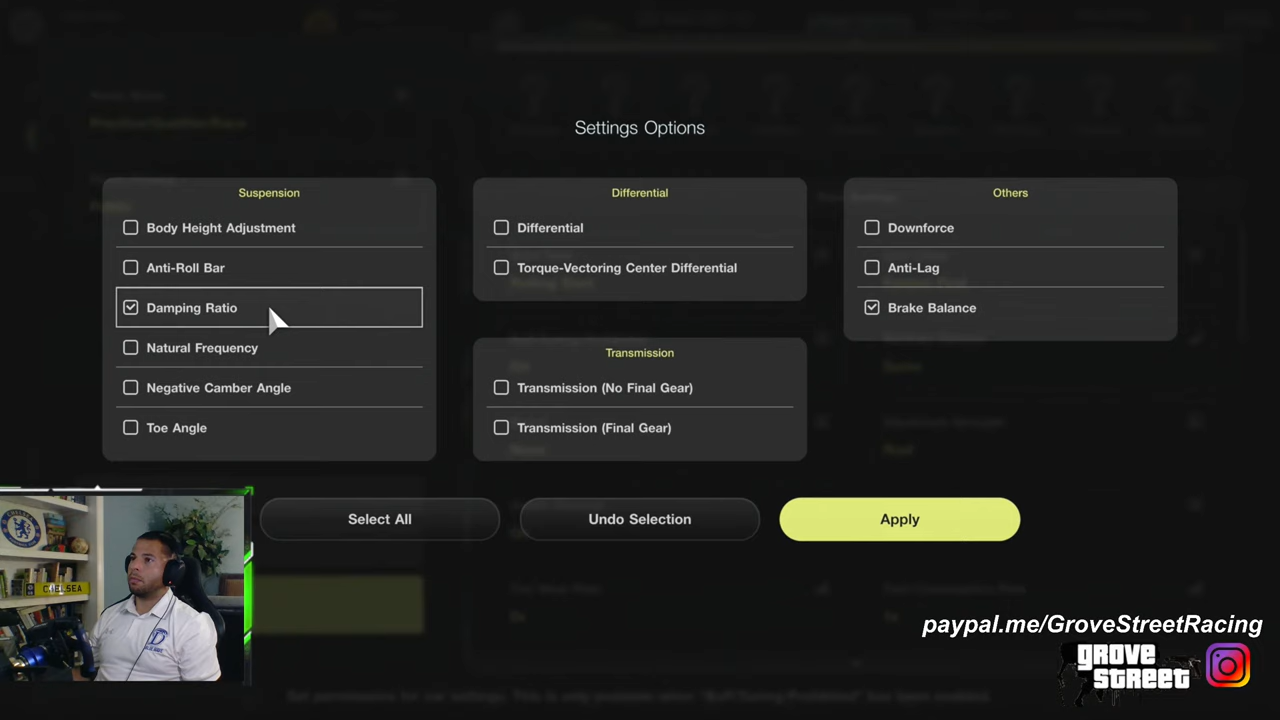 Settings Options
Suspension
Body Height Adjustment
Anti-Roll Bar
Damping Ratio
Natural Frequency
Negative Camber Angle
Toe Angle
Differential
Differential
Torque-Vectoring Center Differential
Transmission
Transmission (No Final Gear)
Transmission (Final Gear)
Others
Downforce
Anti-Lag
Brake Balance
Select All
Undo Selection
Apply
CHELSEA
paypal.me/GroveStreetRacing
grove
street